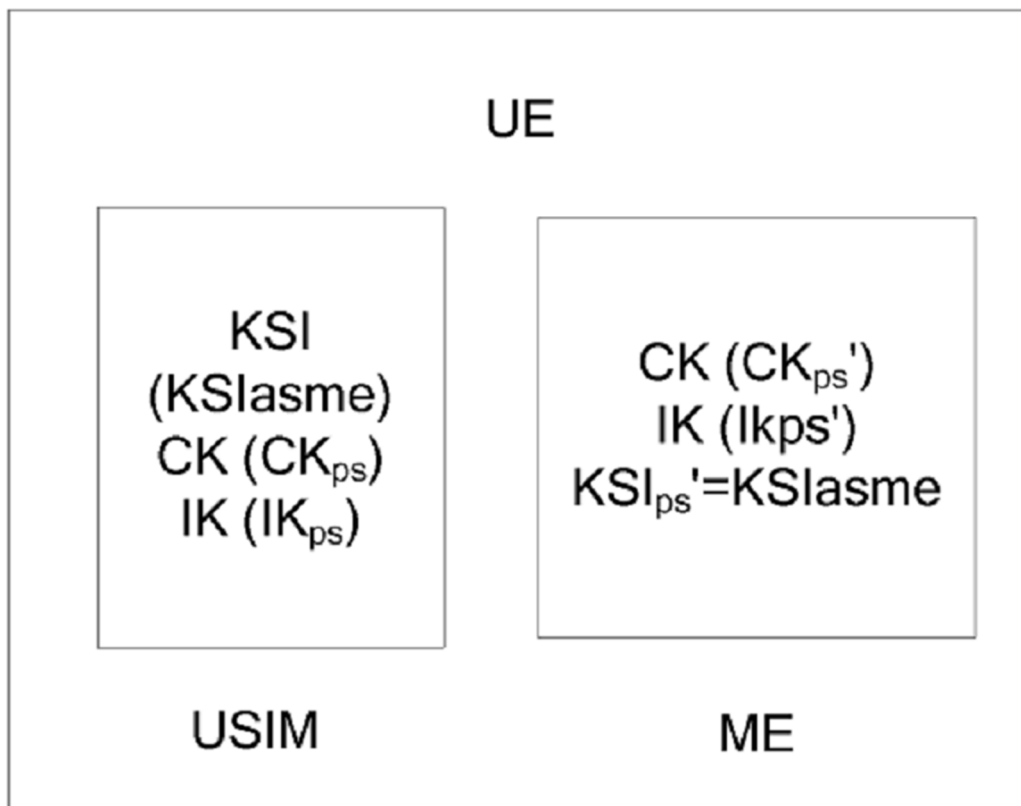 UE
KSI
(KSIasme)
CK (CKps)
IK (IKps)
USIM
CK (CKps')
IK (Ikps')
KSIps'=KSIasme
ME